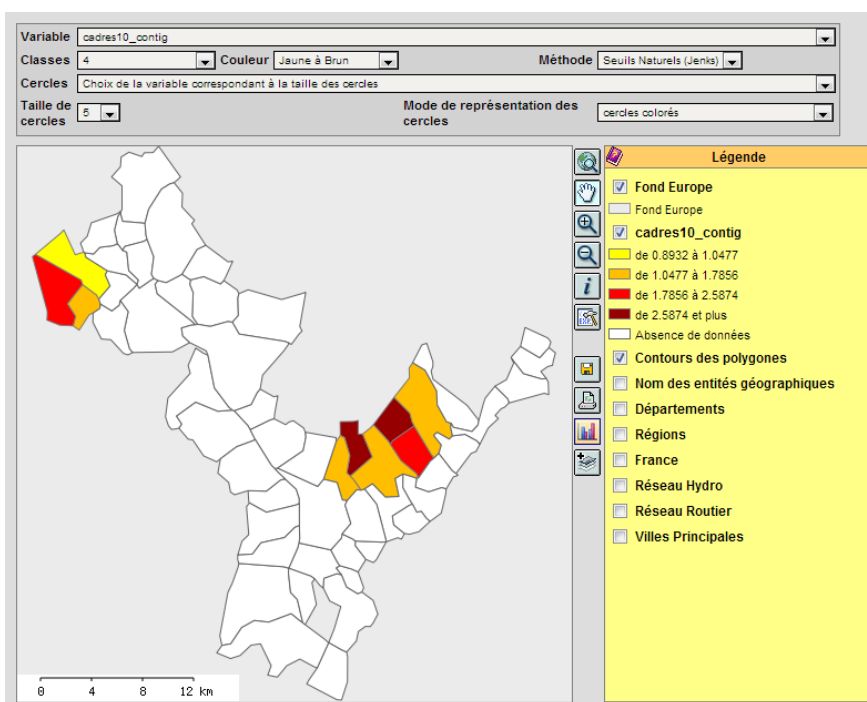 Variable cadres10_contig
Classes 4 Couleur Jaune à Brun Méthode Seuils Naturels (Jenks)
Cercles Choix de la variable correspondant à la taille des cercles
Taille de cercles 5 Mode de représentation des cercles cercles colorés
Légende
Fond Europe
Fond Europe
cadres10_contig
de 0.8932 à 1.0477
de 1.0477 à 1.7856
de 1.7856 à 2.5874
de 2.5874 et plus
Absence de données
Contours des polygones
Nom des entités géographiques
Départements
Régions
France
Réseau Hydro
Réseau Routier
Villes Principales
i
0 4 8 12 km